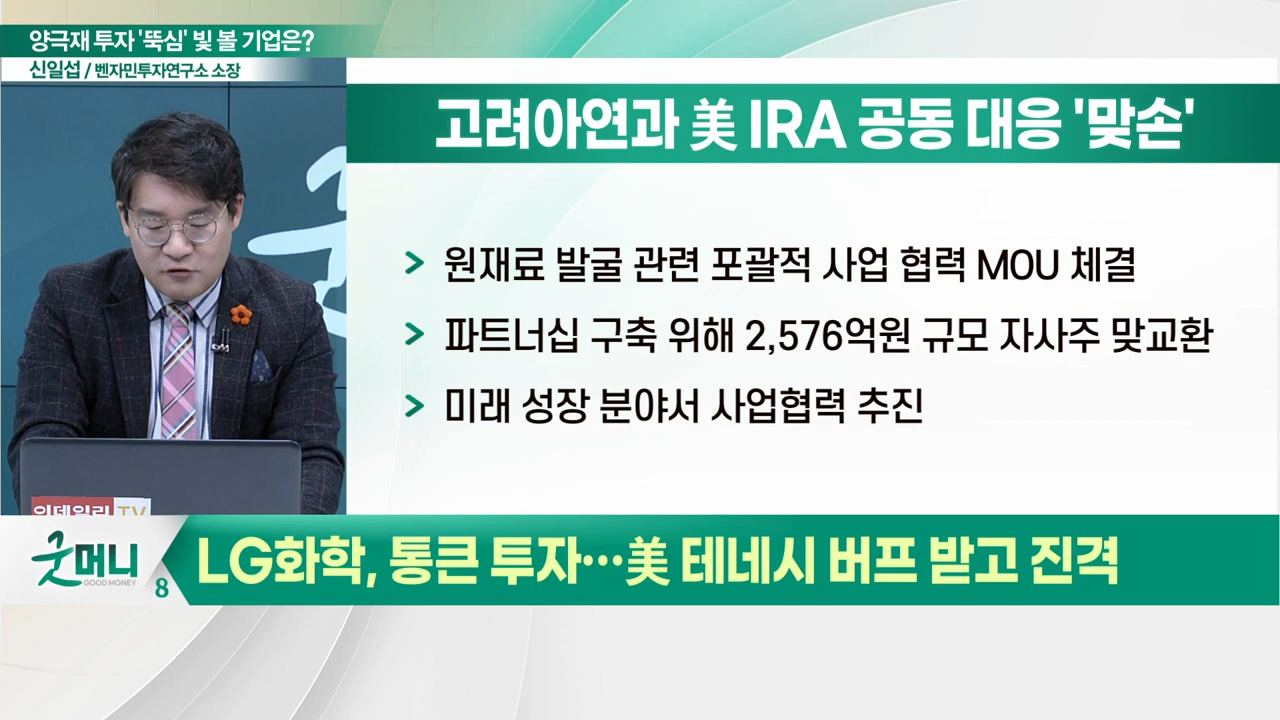 양극재 투자 '뚝심' 빛 볼 기업은?
신일섭 / 벤자민투자연구소 소장
고려아연과 美 IRA 공동 대응 '맞손'
> 원재료 발굴 관련 포괄적 사업 협력 MOU 체결
> 파트너십 구축 위해 2,576억원 규모 자사주 맞교환
> 미래 성장 분야서 사업협력 추진
이데일리 TV
굿머니
GOOD MONEY
8
LG화학, 통큰 투자…美 테네시 버프 받고 진격